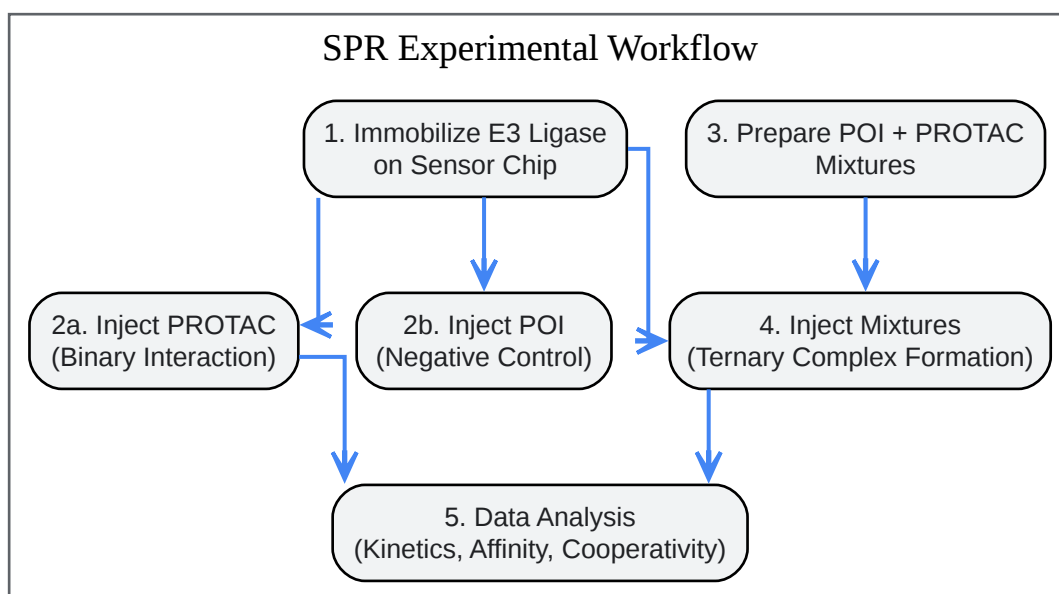 SPR Experimental Workflow
1. Immobilize E3 Ligase
on Sensor Chip
3. Prepare POI + PROTAC
Mixtures
2a. Inject PROTAC
(Binary Interaction)
2b. Inject POI
(Negative Control)
4. Inject Mixtures
(Ternary Complex Formation)
5. Data Analysis
(Kinetics, Affinity, Cooperativity)